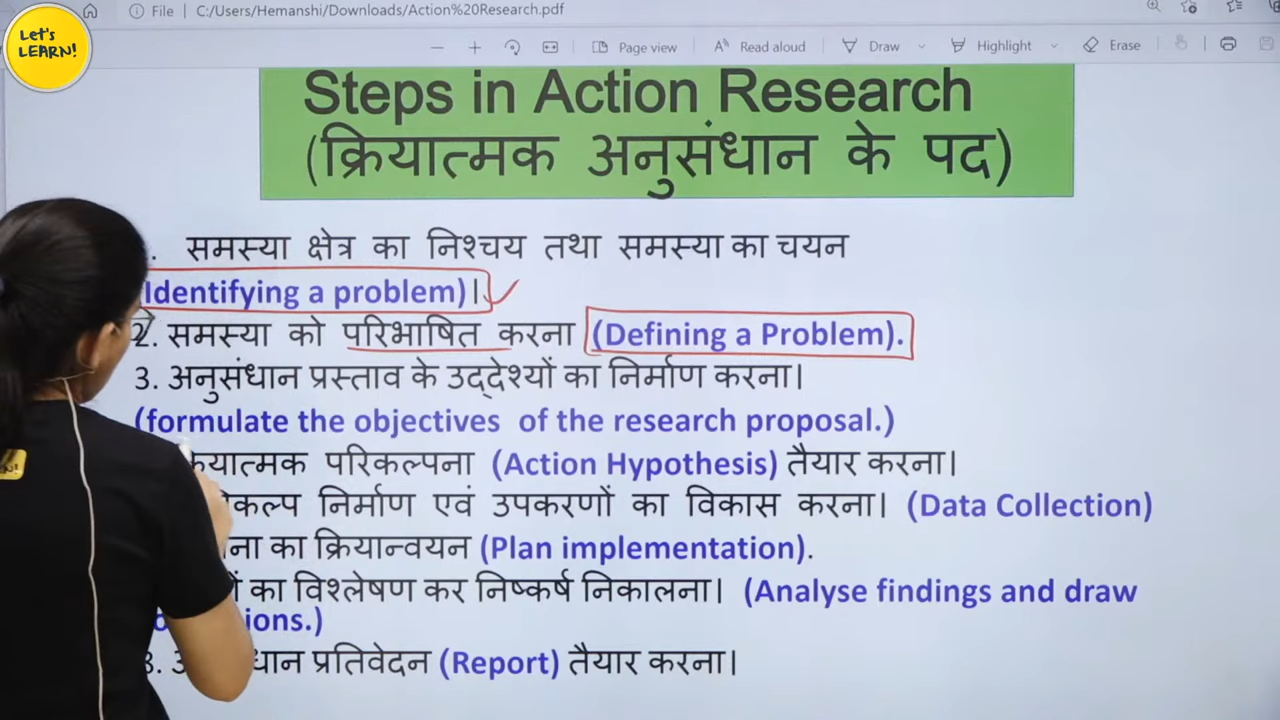 Let's
LEARN!
File | C:/Users/Hemanshi/Downloads/Action%20Research.pdf
Page view Read aloud Draw Highlight Erase
Steps in Action Research
(क्रियात्मक अनुसंधान के पद)
. समस्या क्षेत्र का निश्चय तथा समस्या का चयन
(Identifying a problem)।
2. समस्या को परिभाषित करना (Defining a Problem).
3. अनुसंधान प्रस्ताव के उद्देश्यों का निर्माण करना।
(formulate the objectives of the research proposal.)
परिकल्पना (Action Hypothesis) तैयार करना।
निर्माण एवं उपकरणों का विकास करना। (Data Collection)
का क्रियान्वयन (Plan implementation).
का विश्लेषण कर निष्कर्ष निकालना। (Analyse findings and draw
प्रतिवेदन (Report) तैयार करना।